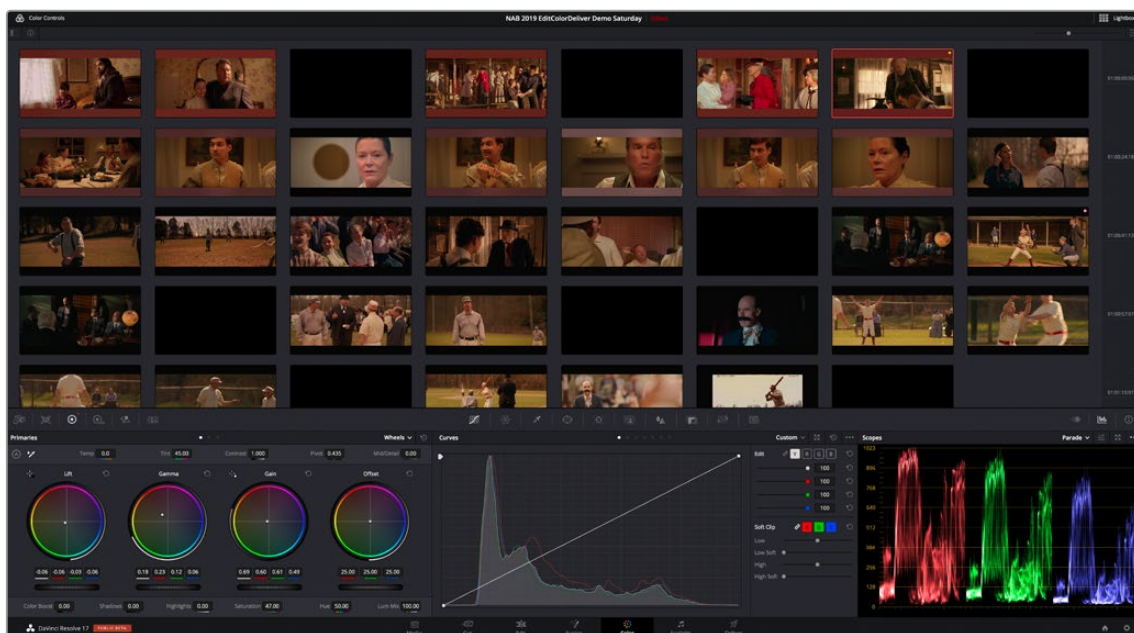 Color Controls
NAB 2019 EditColorDeliver Demo Saturday
Lightbox
01:00:00:00
Primaries
Wheels
Temp 0.0 Tint 45.00 Contrast 1.000 Pivot 0.435 Mid/Detail 0.00
Lift Gamma Gain Offset
-0.06 -0.06 -0.03 -0.06
0.18 0.23 0.12 0.06
0.69 0.60 0.61 0.49
25.00 25.00 25.00
Color Boost 0.00 Shadows 0.00 Highlights 0.00 Saturation 47.00 Hue 50.00 Lum Mix 100.00
Curves
Custom
Edit Y R G B
100
100
100
100
Soft Clip
Low
Low Soft
High
High Soft
Scopes
Parade
1023
896
768
640
512
384
256
128
0
DaVinci Resolve 17 PUBLIC BETA
Color